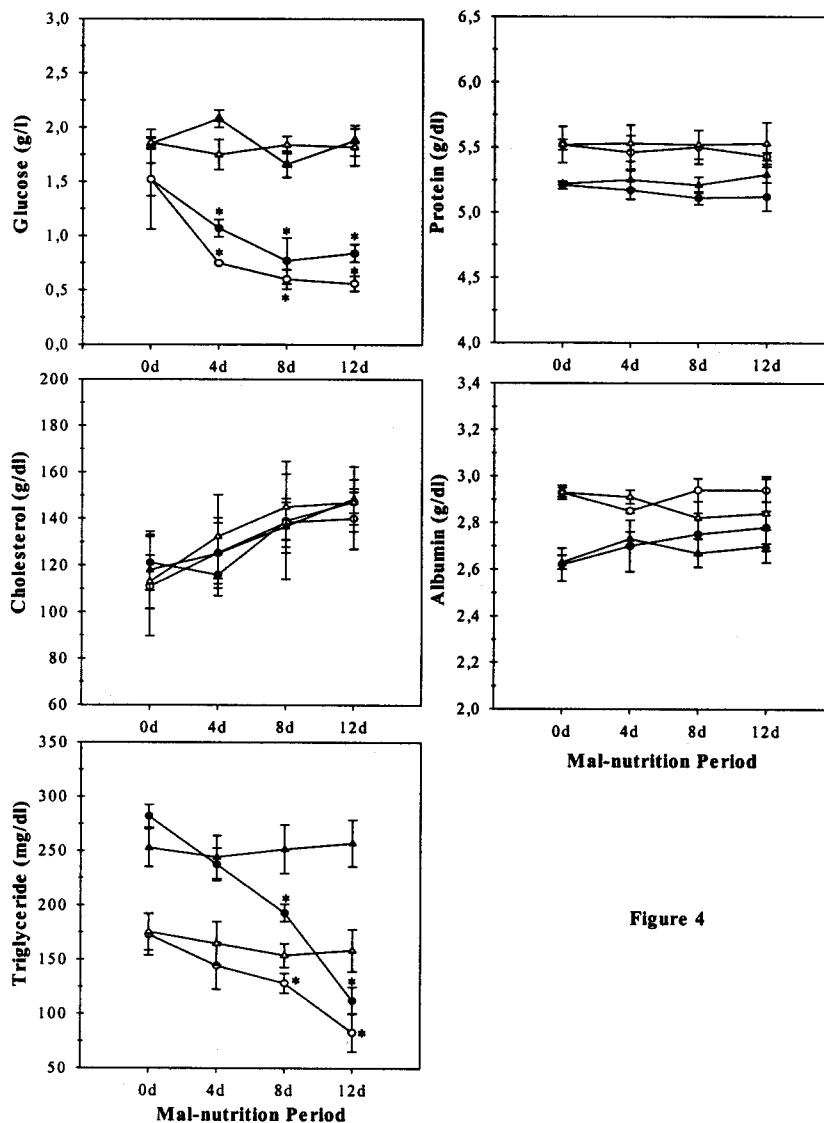 3,0
2,5
2,0
1,5
1,0
0,5
0,0
Glucose (g/l)
*
*
*
*
*
*
0d
4d
8d
12d
6,5
6,0
5,5
5,0
4,5
4,0
Protein (g/dl)
0d
4d
8d
12d
200
180
160
140
120
100
80
60
Cholesterol (g/dl)
0d
4d
8d
12d
3,4
3,2
3,0
2,8
2,6
2,4
2,2
2,0
Albumin (g/dl)
0d
4d
8d
12d
Mal-nutrition Period
350
300
250
200
150
100
50
Triglyceride (mg/dl)
*
*
*
*
0d
4d
8d
12d
Mal-nutrition Period
Figure 4